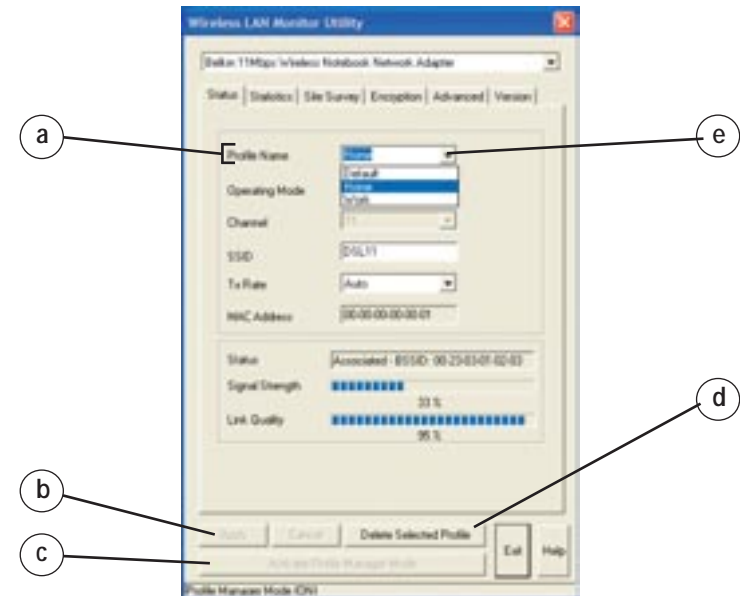 Wireless LAN Monitor Utility
Belkin 11Mbps Wireless Notebook Network Adapter
Status Statistics Site Survey Encryption Advanced Version
a
e
Profile Name Home
Default
Home
Work
Operating Mode
Channel 11
SSID DSL11
Tx Rate Auto
MAC Address 00-00-00-00-00-01
Status Associated - BSSID: 00-23-03-01-02-03
Signal Strength
33 %
Link Quality
95 %
d
b
Apply Cancel Delete Selected Profile
c
Activate Profile Manager Mode
Exit Help
Profile Manager Mode (ON)